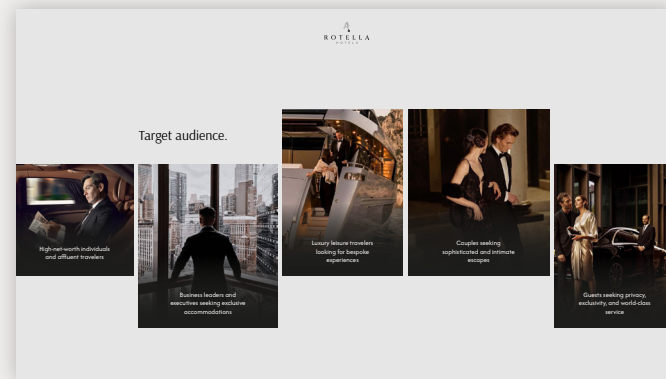 ROTELLA
HOTELS
Target audience.
High-net-worth individuals
and affluent travelers
Business leaders and
executives seeking exclusive
accommodations
Luxury leisure travelers
looking for bespoke
experiences
Couples seeking
sophisticated and intimate
escapes
Guests seeking privacy,
exclusivity, and world-class
service